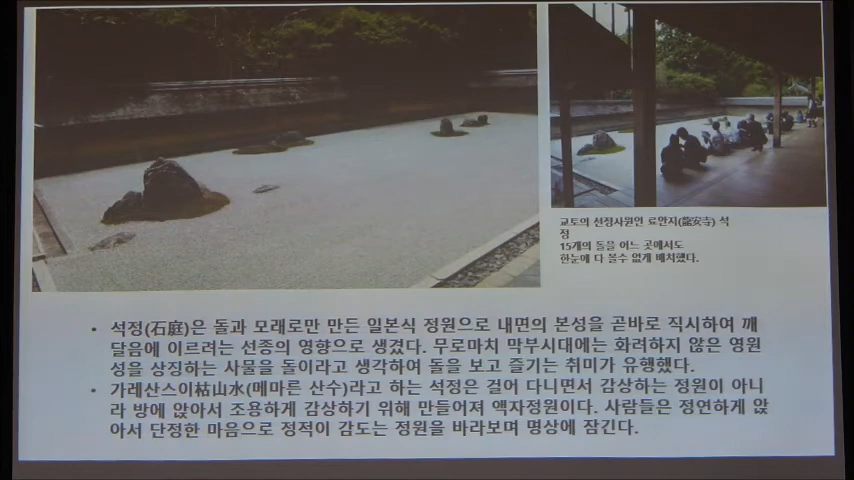 교토의 선정사원인 료안지(龍安寺) 석
정
15개의 돌을 어느 곳에서도
한눈에 다 볼수 없게 배치했다.
• 석정(石庭)은 돌과 모래로만 만든 일본식 정원으로 내면의 본성을 곧바로 직시하여 깨
달음에 이르려는 선종의 영향으로 생겼다. 무로마치 막부시대에는 화려하지 않은 영원
성을 상징하는 사물을 돌이라고 생각하여 돌을 보고 즐기는 취미가 유행했다.
• 가레산스이枯山水(메마른 산수)라고 하는 석정은 걸어 다니면서 감상하는 정원이 아니
라 방에 앉아서 조용하게 감상하기 위해 만들어져 액자정원이다. 사람들은 정연하게 앉
아서 단정한 마음으로 정적이 감도는 정원을 바라보며 명상에 잠긴다.